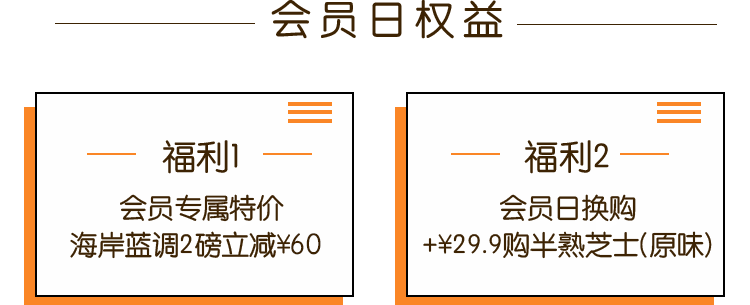 会员日权益
福利1
会员专属特价
海岸蓝调2磅立减¥60
福利2
会员日换购
+¥29.9购半熟芝士(原味)